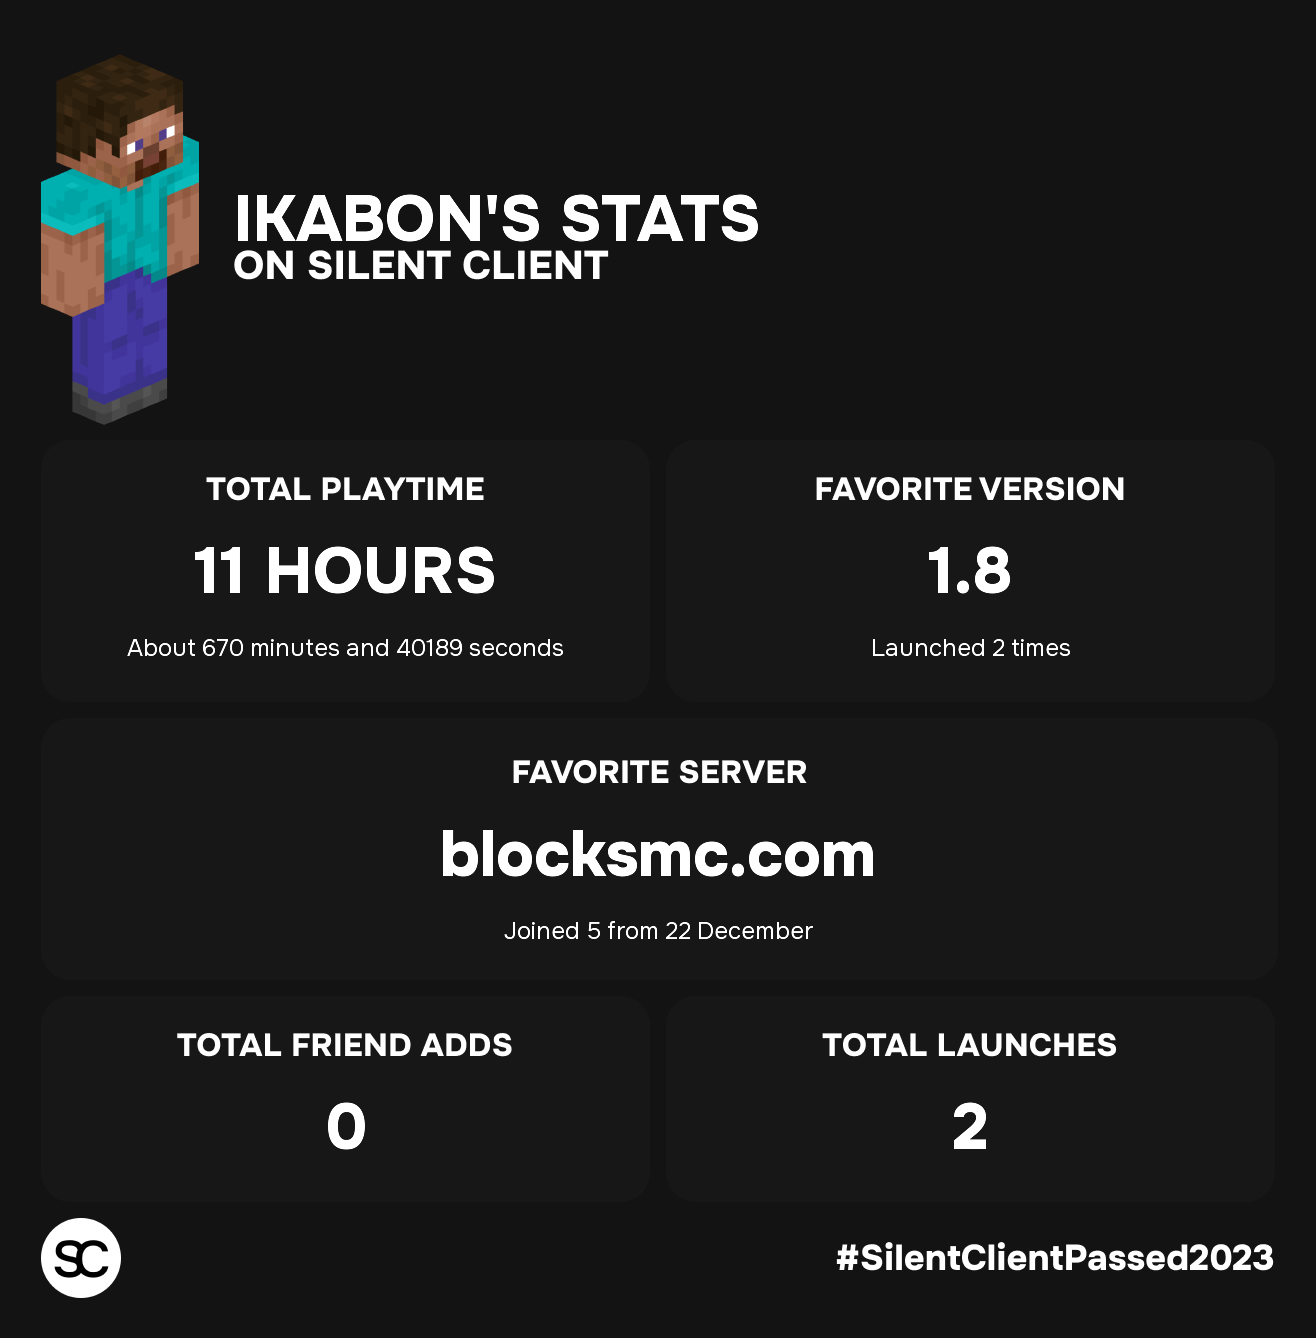 IKABON'S STATS
ON SILENT CLIENT
TOTAL PLAYTIME
11 HOURS
About 670 minutes and 40189 seconds
FAVORITE VERSION
1.8
Launched 2 times
FAVORITE SERVER
blocksmc.com
Joined 5 from 22 December
TOTAL FRIEND ADDS
0
TOTAL LAUNCHES
2
SC
#SilentClientPassed2023